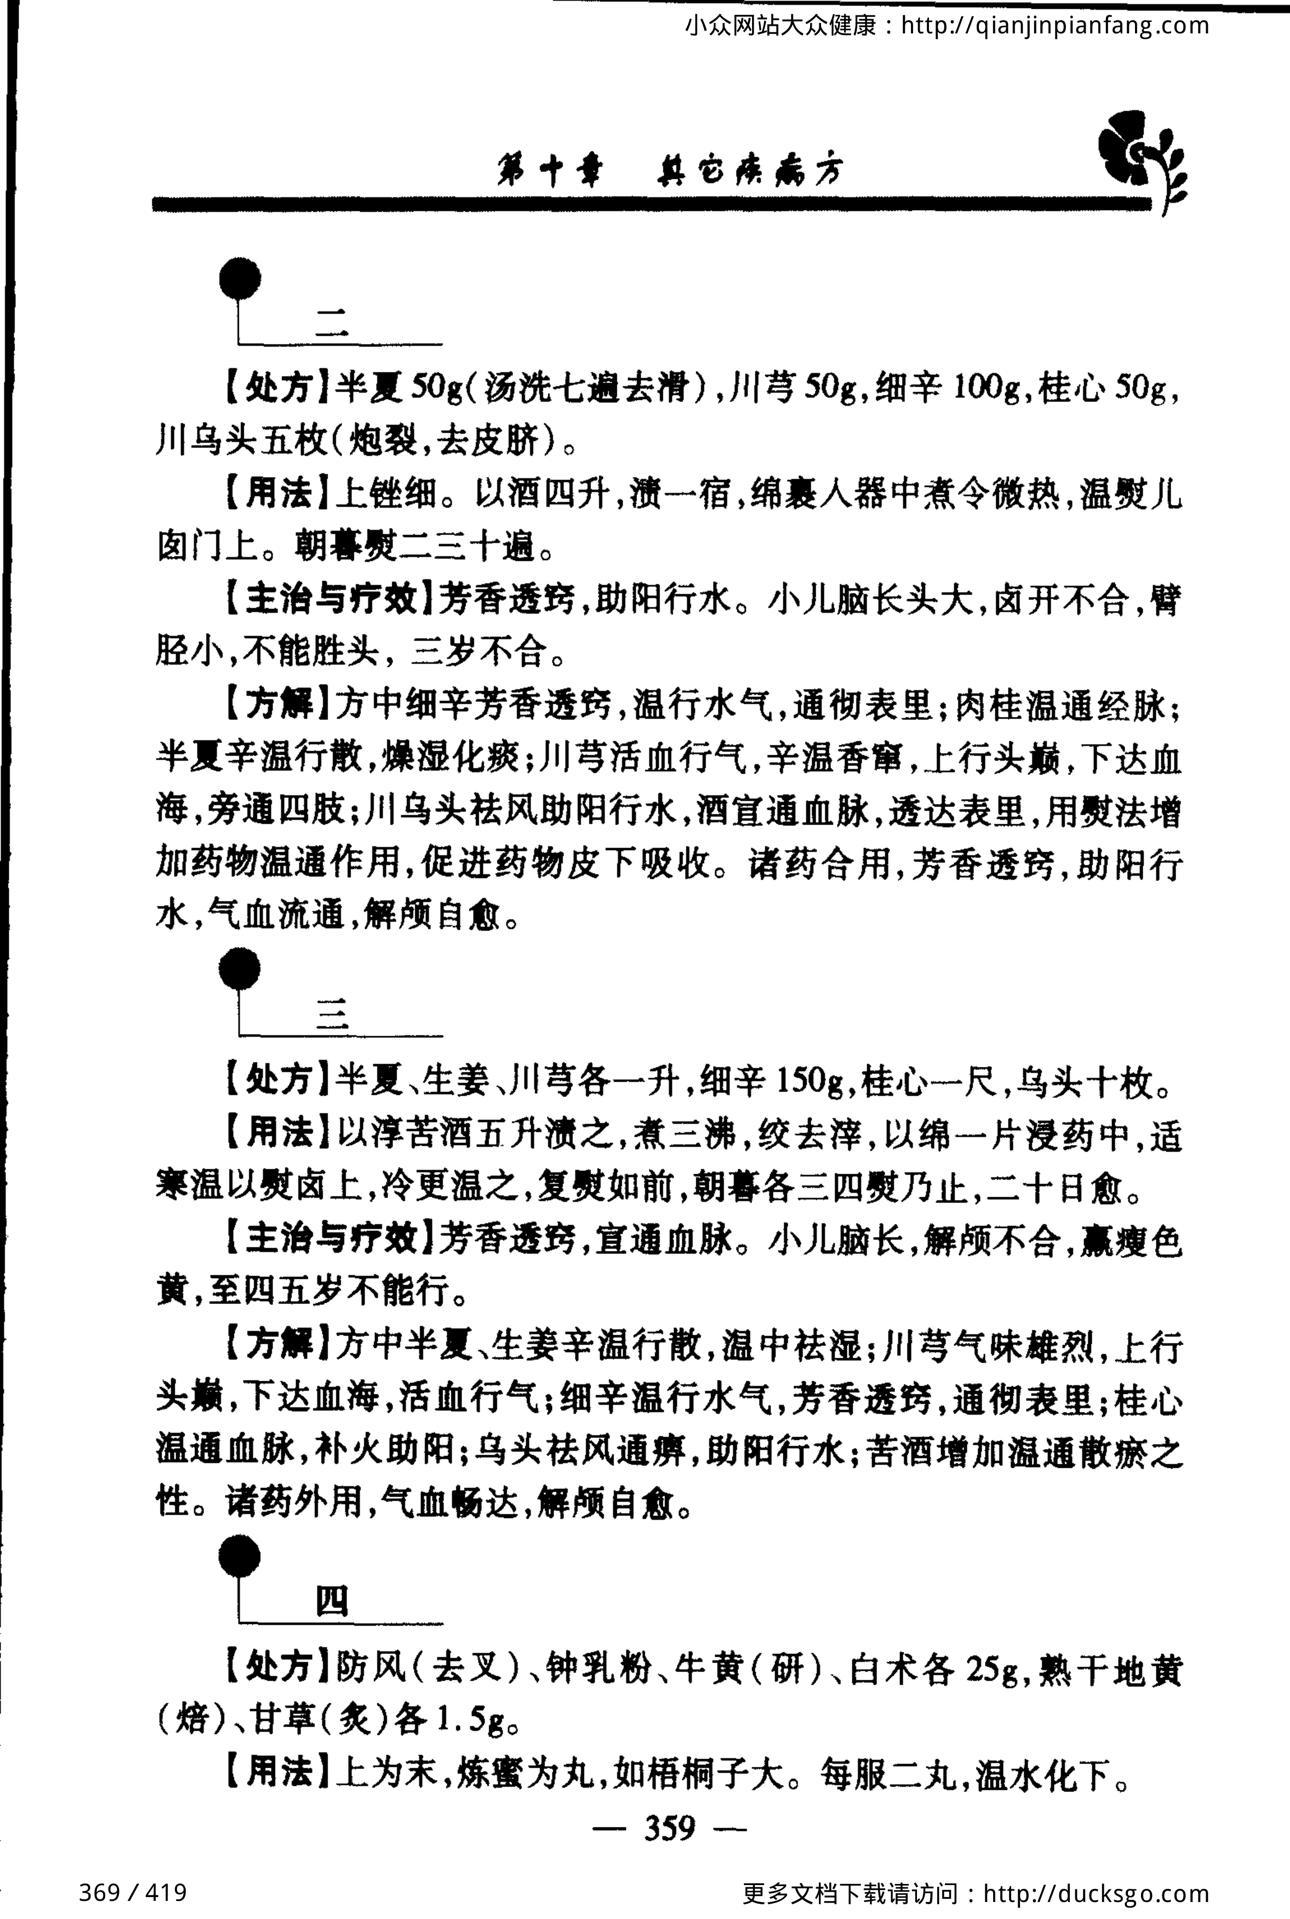 小众网站大众健康：http://qianjinpianfang.com
第十章 其它疾病方
二
【处方】半夏50g(汤洗七遍去滑),川芎50g,细辛100g,桂心50g,
川乌头五枚(炮裂,去皮脐)。
【用法】上锉细。以酒四升,渍一宿,绵裹人器中煮令微热,温熨儿
囟门上。朝暮熨二三十遍。
【主治与疗效】芳香透窍,助阳行水。小儿脑长头大,卤开不合,臂
胫小,不能胜头,三岁不合。
【方解】方中细辛芳香透窍,温行水气,通彻表里;肉桂温通经脉;
半夏辛温行散,燥湿化痰;川芎活血行气,辛温香窜,上行头巅,下达血
海,旁通四肢;川乌头祛风助阳行水,酒宣通血脉,透达表里,用熨法增
加药物温通作用,促进药物皮下吸收。诸药合用,芳香透窍,助阳行
水,气血流通,解颅自愈。
三
【处方】半夏、生姜、川芎各一升,细辛150g,桂心一尺,乌头十枚。
【用法】以淳苦酒五升渍之,煮三沸,绞去滓,以绵一片浸药中,适
寒温以熨卤上,冷更温之,复熨如前,朝暮各三四熨乃止,二十日愈。
【主治与疗效】芳香透窍,宣通血脉。小儿脑长,解颅不合,羸瘦色
黄,至四五岁不能行。
【方解】方中半夏、生姜辛温行散,温中祛湿;川芎气味雄烈,上行
头巅,下达血海,活血行气;细辛温行水气,芳香透窍,通彻表里;桂心
温通血脉,补火助阳;乌头祛风通痹,助阳行水;苦酒增加温通散瘀之
性。诸药外用,气血畅达,解颅自愈。
四
【处方】防风(去叉)、钟乳粉、牛黄(研)、白术各25g,熟干地黄
(焙)、甘草(炙)各1.5g。
【用法】上为末,炼蜜为丸,如梧桐子大。每服二丸,温水化下。
— 359 —
369 / 419
更多文档下载请访问：http://ducksgo.com